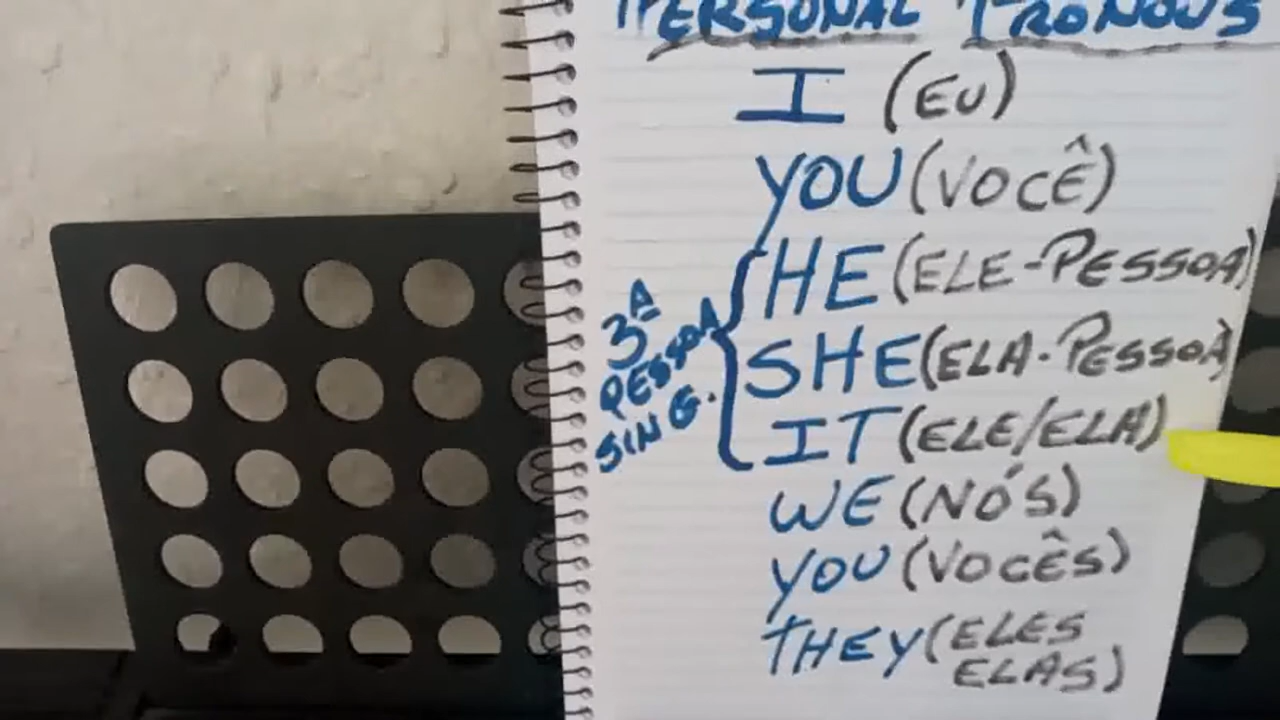 PERSONAL PRONOUS
I (EU)
YOU (VOCÊ)
HE (ELE-PESSOA)
SHE (ELA-PESSOA)
IT (ELE/ELA)
3ª
PESSOA
SING.
WE (NÓS)
YOU (VOCÊS)
THEY (ELES
ELAS)